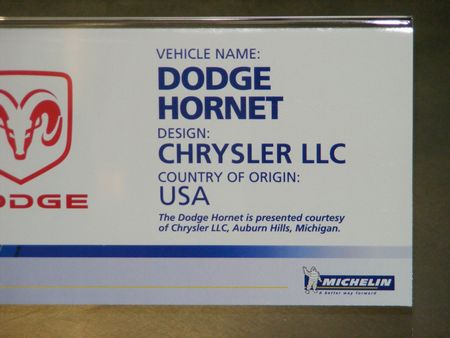 VEHICLE NAME:
DODGE
HORNET
DESIGN:
CHRYSLER LLC
COUNTRY OF ORIGIN:
USA
The Dodge Hornet is presented courtesy
of Chrysler LLC, Auburn Hills, Michigan.
DODGE
MICHELIN
A better way forward